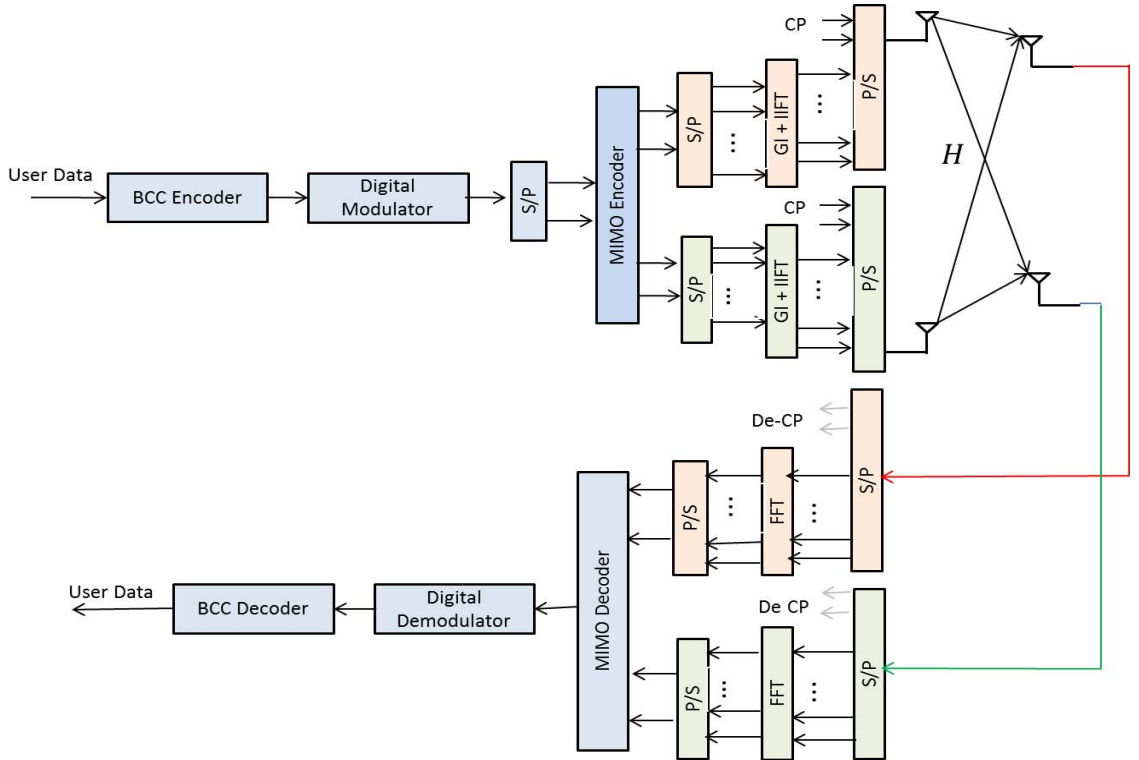 CP
P/S
GI + IIFT
S/P
MIMO Encoder
S/P
User Data
BCC Encoder
Digital
Modulator
H
CP
P/S
GI + IIFT
S/P
...
...
...
...
De-CP
S/P
FFT
P/S
...
...
MIMO Decoder
User Data
BCC Decoder
Digital
Demodulator
De CP
S/P
FFT
P/S
...
...